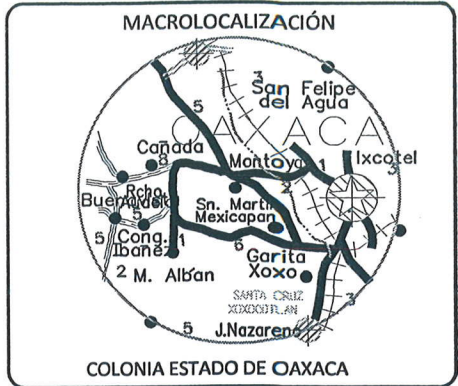 MACROLOCALIZACIÓN
3
San Felipe
del Agua
5
OAXACA
Cañada
8
Montoya
1
Ixcotel
3
2
Rcho.
Sn. Martin
Mexicapan
5
5
Cong.
Ibañez
1
6
Garita
Xoxo
2
M. Albán
SANTA CRUZ
XOXOCOTLAN
3
5
J.Nazareno
COLONIA ESTADO DE OAXACA